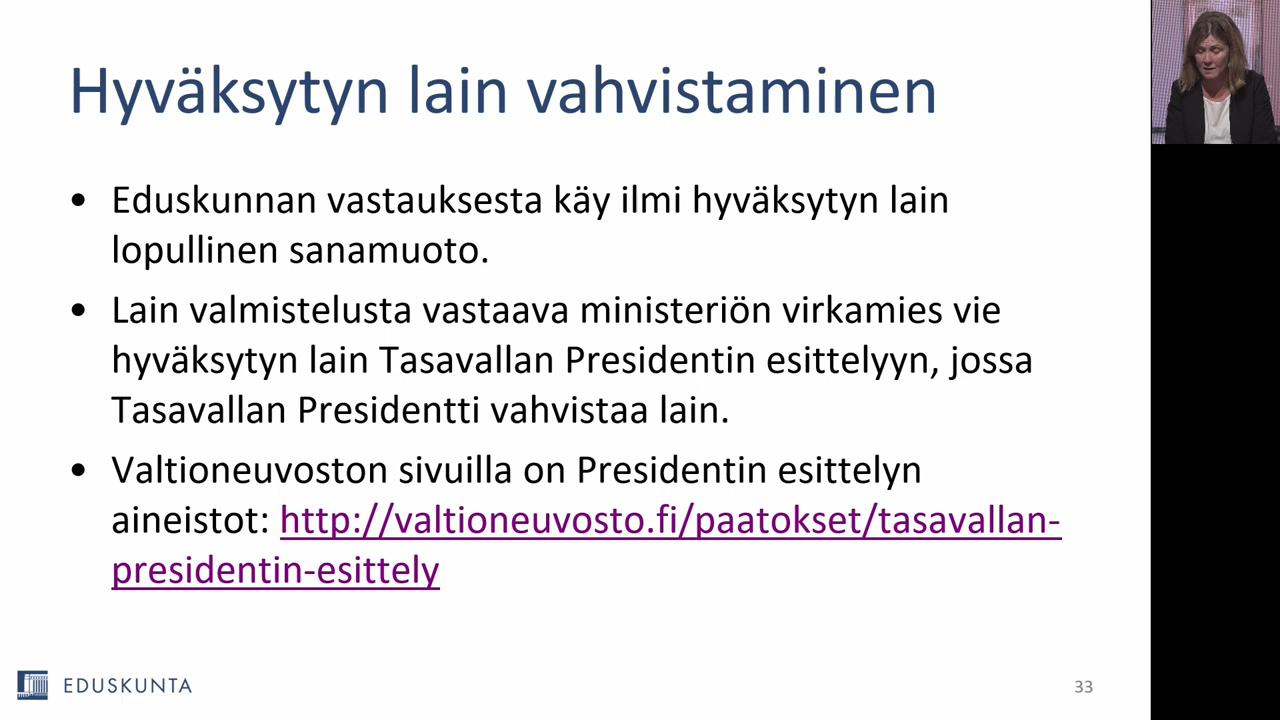 Hyväksytyn lain vahvistaminen
• Eduskunnan vastauksesta käy ilmi hyväksytyn lain
lopullinen sanamuoto.
• Lain valmistelusta vastaava ministeriön virkamies vie
hyväksytyn lain Tasavallan Presidentin esittelyyn, jossa
Tasavallan Presidentti vahvistaa lain.
• Valtioneuvoston sivuilla on Presidentin esittelyn
aineistot: http://valtioneuvosto.fi/paatokset/tasavallan-
presidentin-esittely
EDUSKUNTA
33